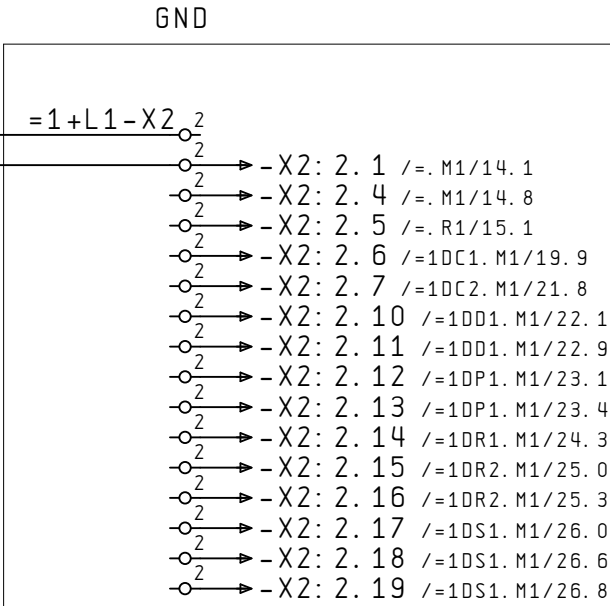 GND
=1+L1-X2 2
2 -X2: 2. 1 /=. M1/14. 1
2 -X2: 2. 4 /=. M1/14. 8
2 -X2: 2. 5 /=. R1/15. 1
2 -X2: 2. 6 /=1DC1. M1/19. 9
2 -X2: 2. 7 /=1DC2. M1/21. 8
2 -X2: 2. 10 /=1DD1. M1/22. 1
2 -X2: 2. 11 /=1DD1. M1/22. 9
2 -X2: 2. 12 /=1DP1. M1/23. 1
2 -X2: 2. 13 /=1DP1. M1/23. 4
2 -X2: 2. 14 /=1DR1. M1/24. 3
2 -X2: 2. 15 /=1DR2. M1/25. 0
2 -X2: 2. 16 /=1DR2. M1/25. 3
2 -X2: 2. 17 /=1DS1. M1/26. 0
2 -X2: 2. 18 /=1DS1. M1/26. 6
2 -X2: 2. 19 /=1DS1. M1/26. 8